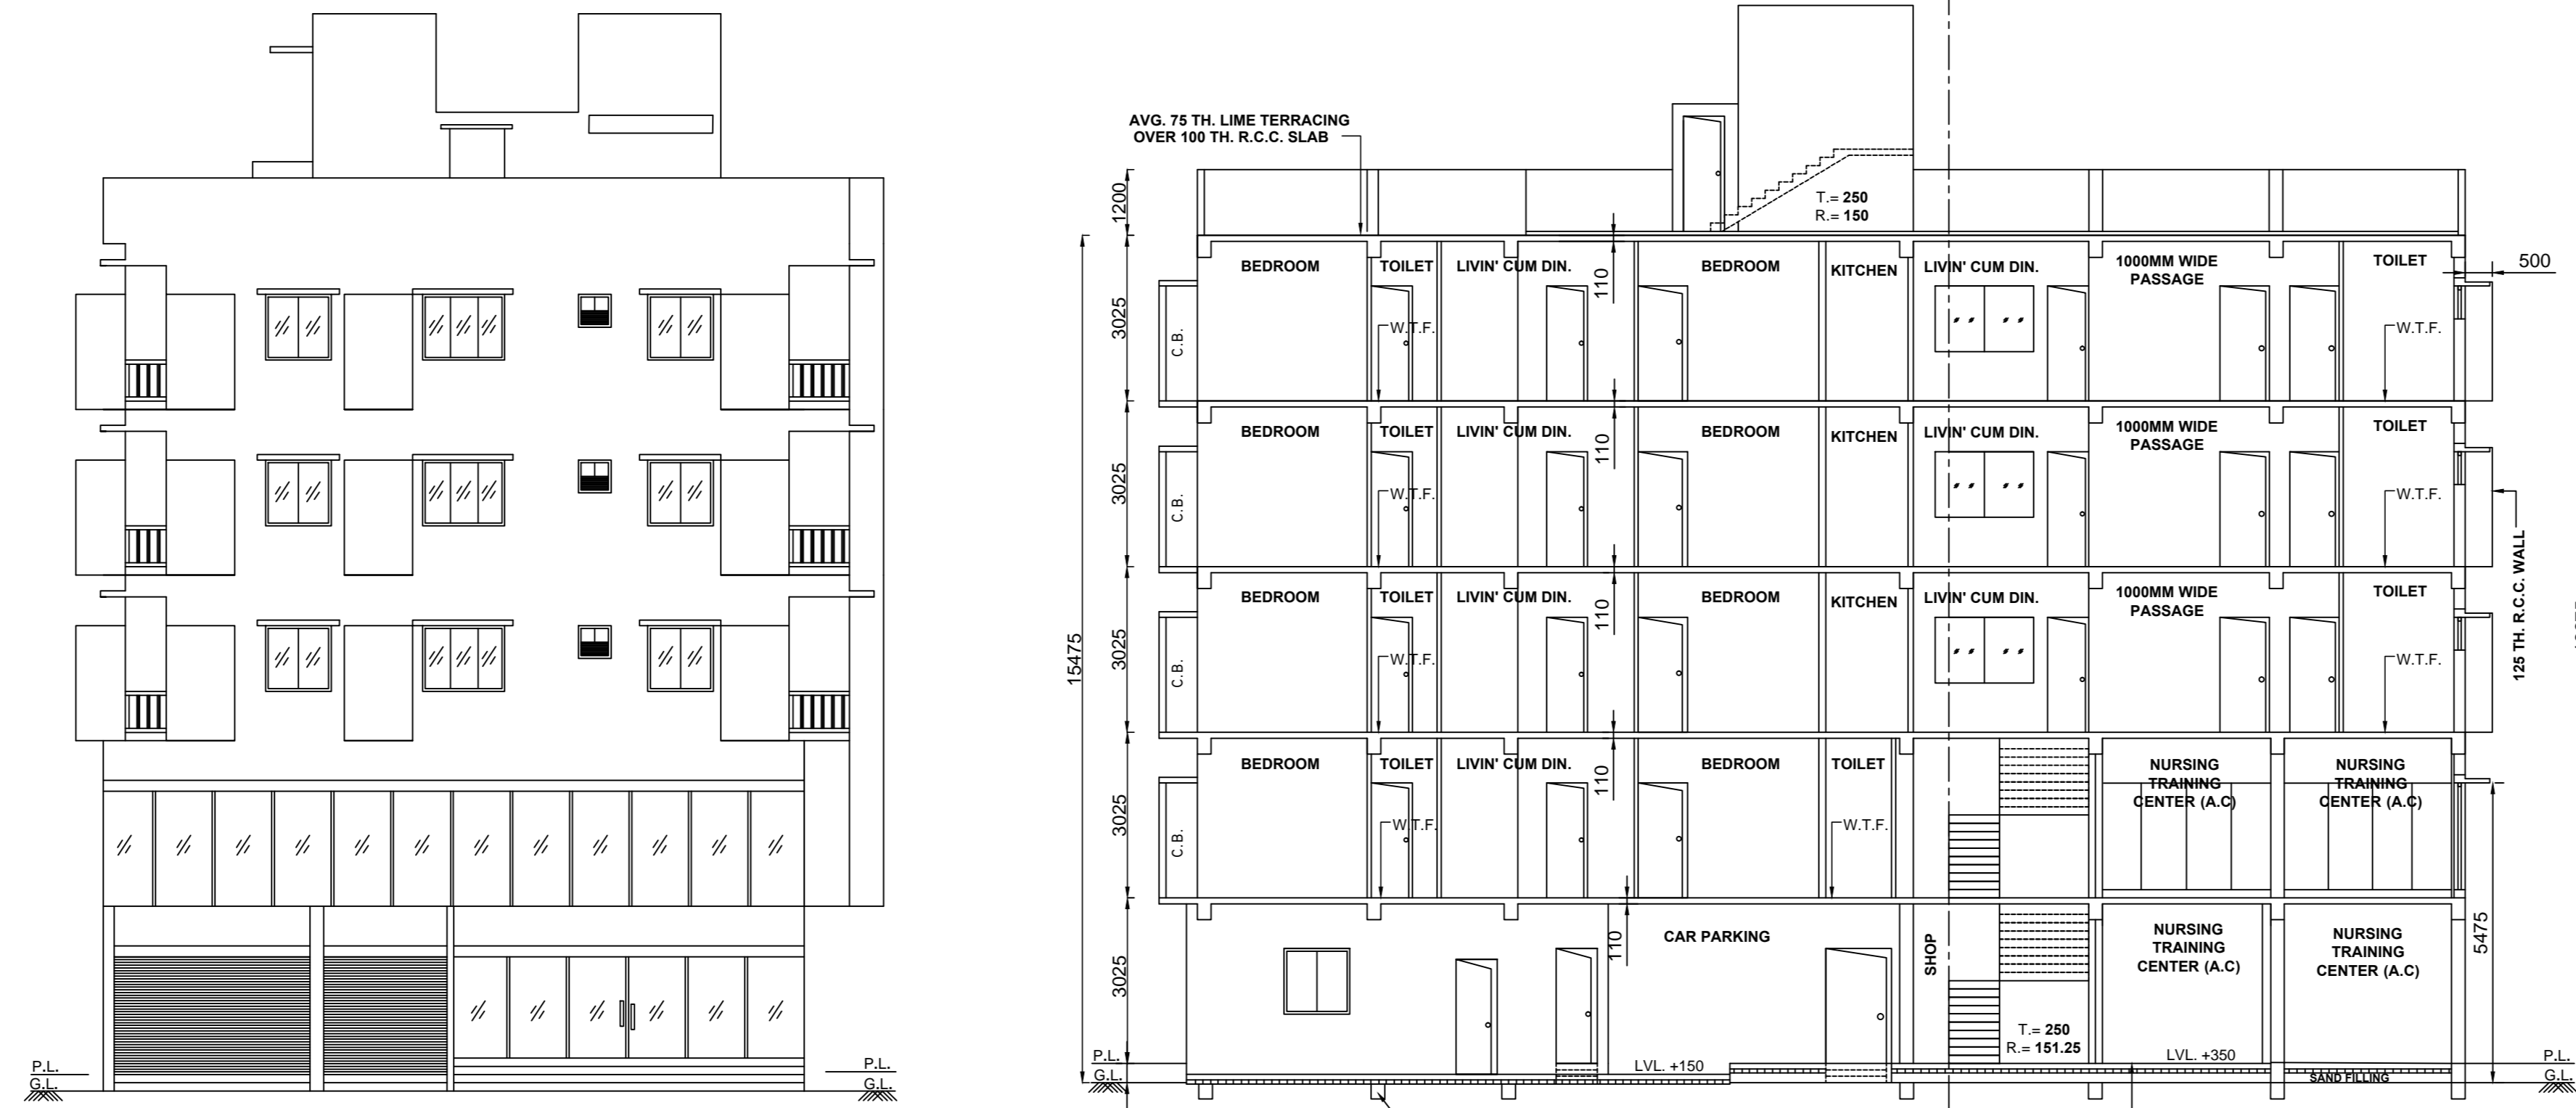 AVG. 75 TH. LIME TERRACING
OVER 100 TH. R.C.C. SLAB
1200
T.= 250
R.= 150
BEDROOM
TOILET
LIVIN' CUM DIN.
110
BEDROOM
KITCHEN
LIVIN' CUM DIN.
1000MM WIDE
PASSAGE
TOILET
500
3025
C.B.
W.T.F.
W.T.F.
BEDROOM
TOILET
LIVIN' CUM DIN.
110
BEDROOM
KITCHEN
LIVIN' CUM DIN.
1000MM WIDE
PASSAGE
TOILET
3025
C.B.
W.T.F.
W.T.F.
125 TH. R.C.C. WALL
BEDROOM
TOILET
LIVIN' CUM DIN.
110
BEDROOM
KITCHEN
LIVIN' CUM DIN.
1000MM WIDE
PASSAGE
TOILET
15475
3025
C.B.
W.T.F.
W.T.F.
BEDROOM
TOILET
LIVIN' CUM DIN.
110
BEDROOM
TOILET
NURSING
TRAINING
CENTER (A.C)
NURSING
TRAINING
CENTER (A.C)
3025
C.B.
W.T.F.
W.T.F.
110
CAR PARKING
SHOP
NURSING
TRAINING
CENTER (A.C)
NURSING
TRAINING
CENTER (A.C)
5475
3025
T.= 250
R.= 151.25
P.L.
G.L.
P.L.
G.L.
P.L.
G.L.
LVL. +150
LVL. +350
SAND FILLING
P.L.
G.L.